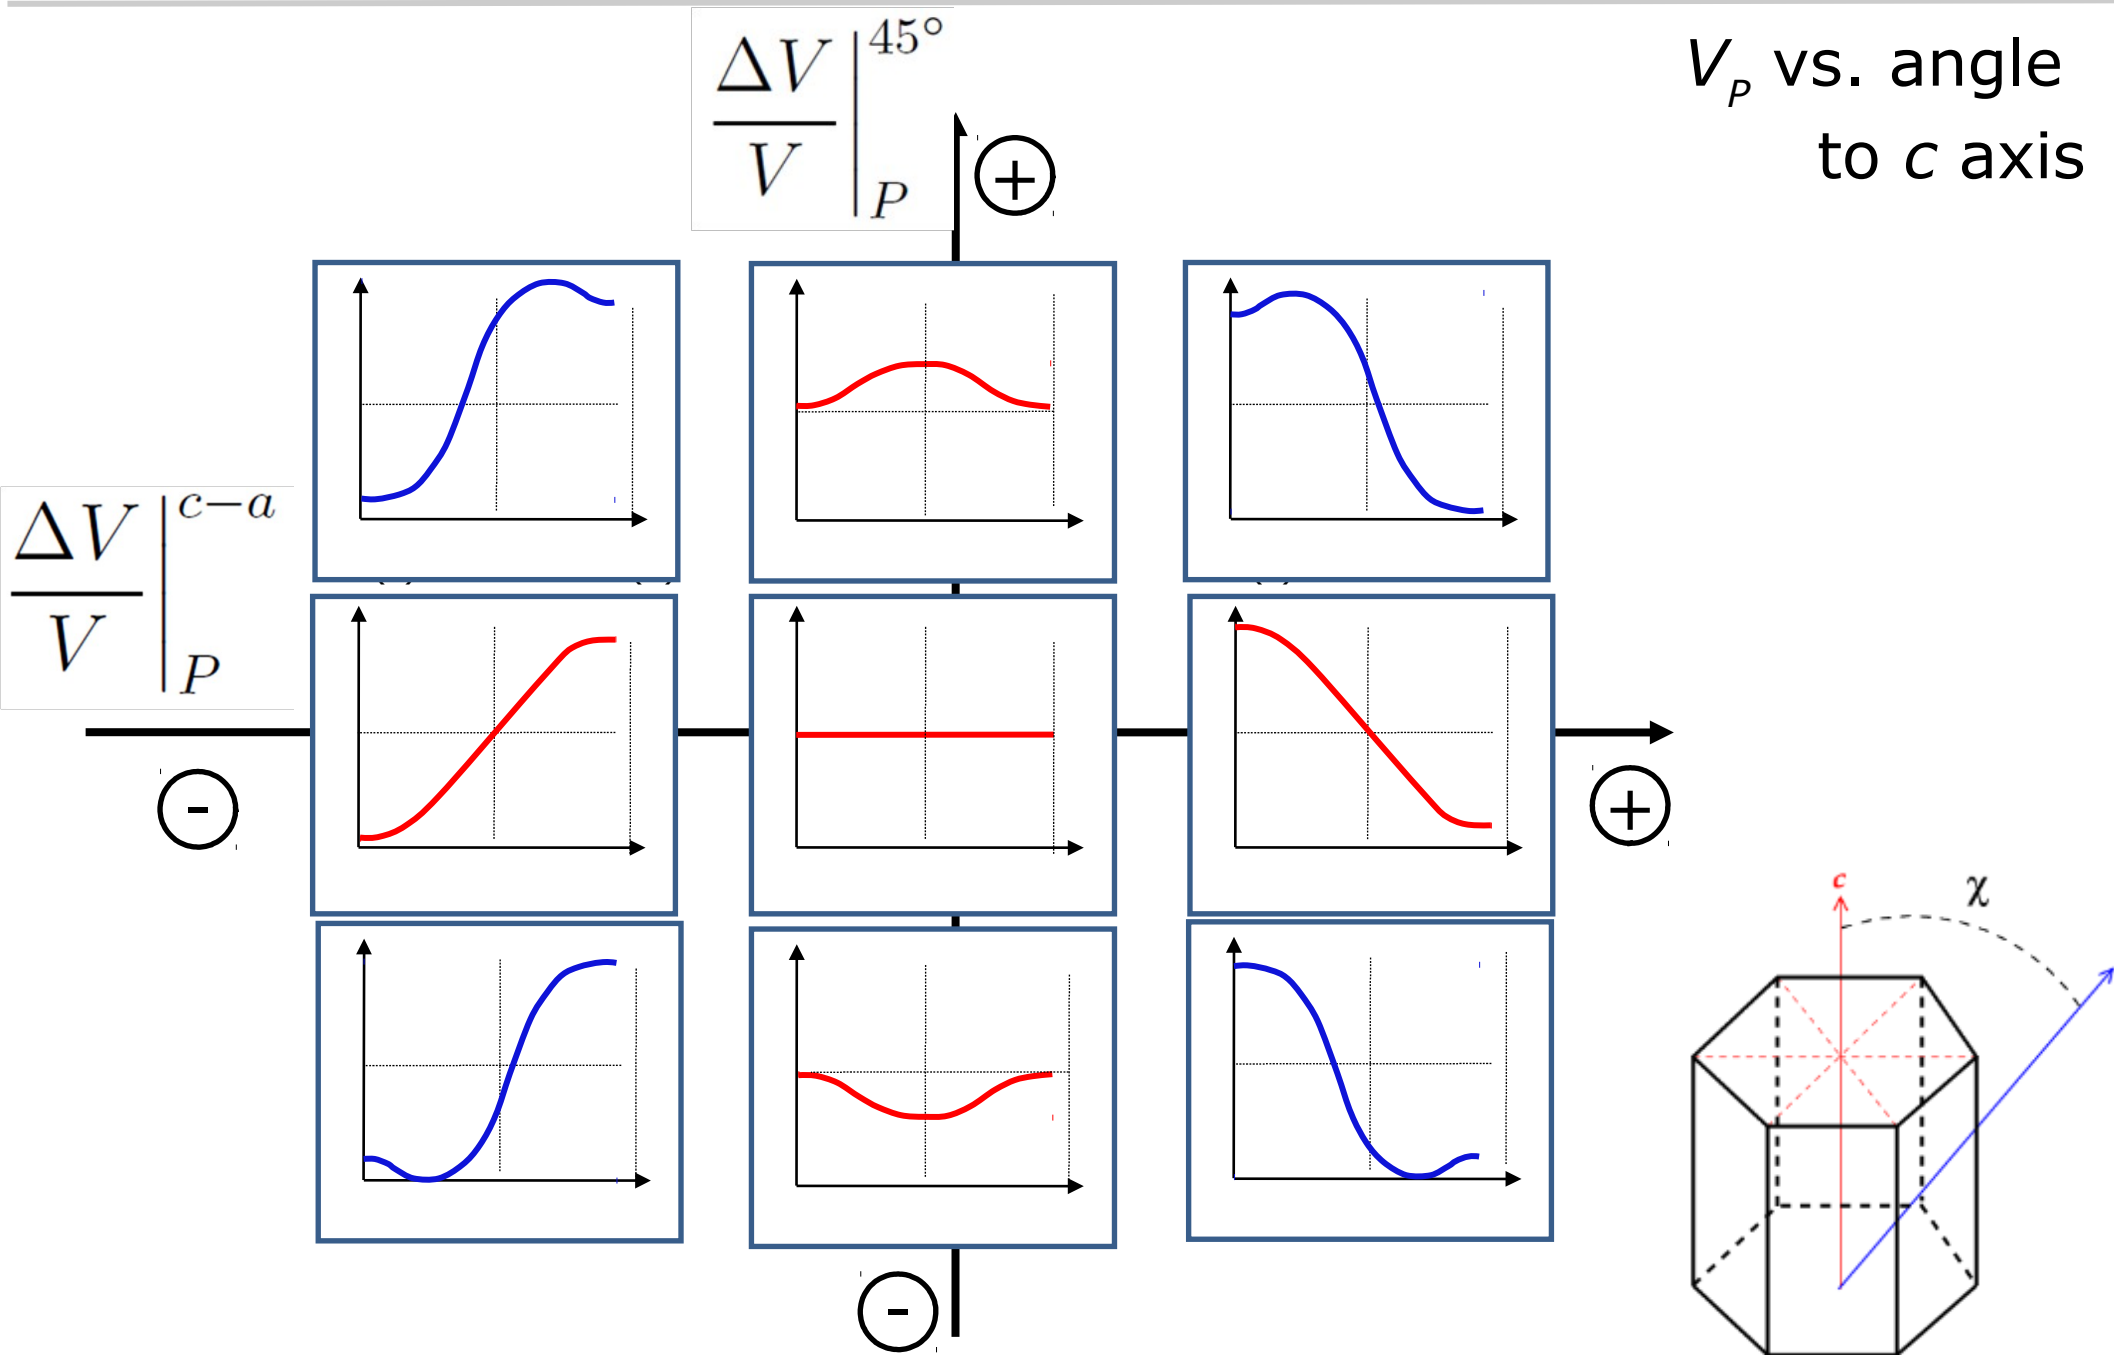 ΔV/V |_P^{45°}
V_P vs. angle
to c axis
+
ΔV/V |_P^{c−a}
-
+
c
χ
-